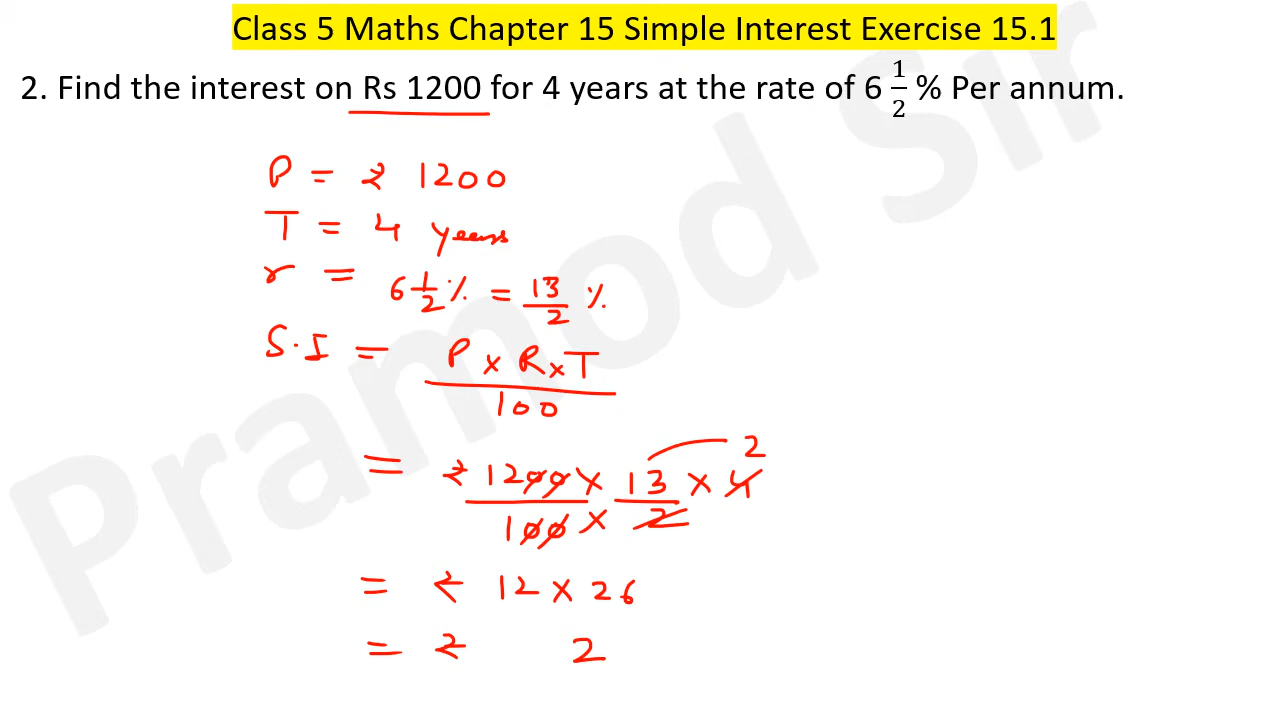 Class 5 Maths Chapter 15 Simple Interest Exercise 15.1
2. Find the interest on Rs 1200 for 4 years at the rate of 6 1/2 % Per annum.
P = ₹ 1200
T = 4 years
r = 6 1/2 % = 13/2 %
S.I = P × R × T / 100
= ₹ 1200 × 13 × 4 2
100 × 2
= ₹ 12 × 26
= ₹ 2
Pramod Sir